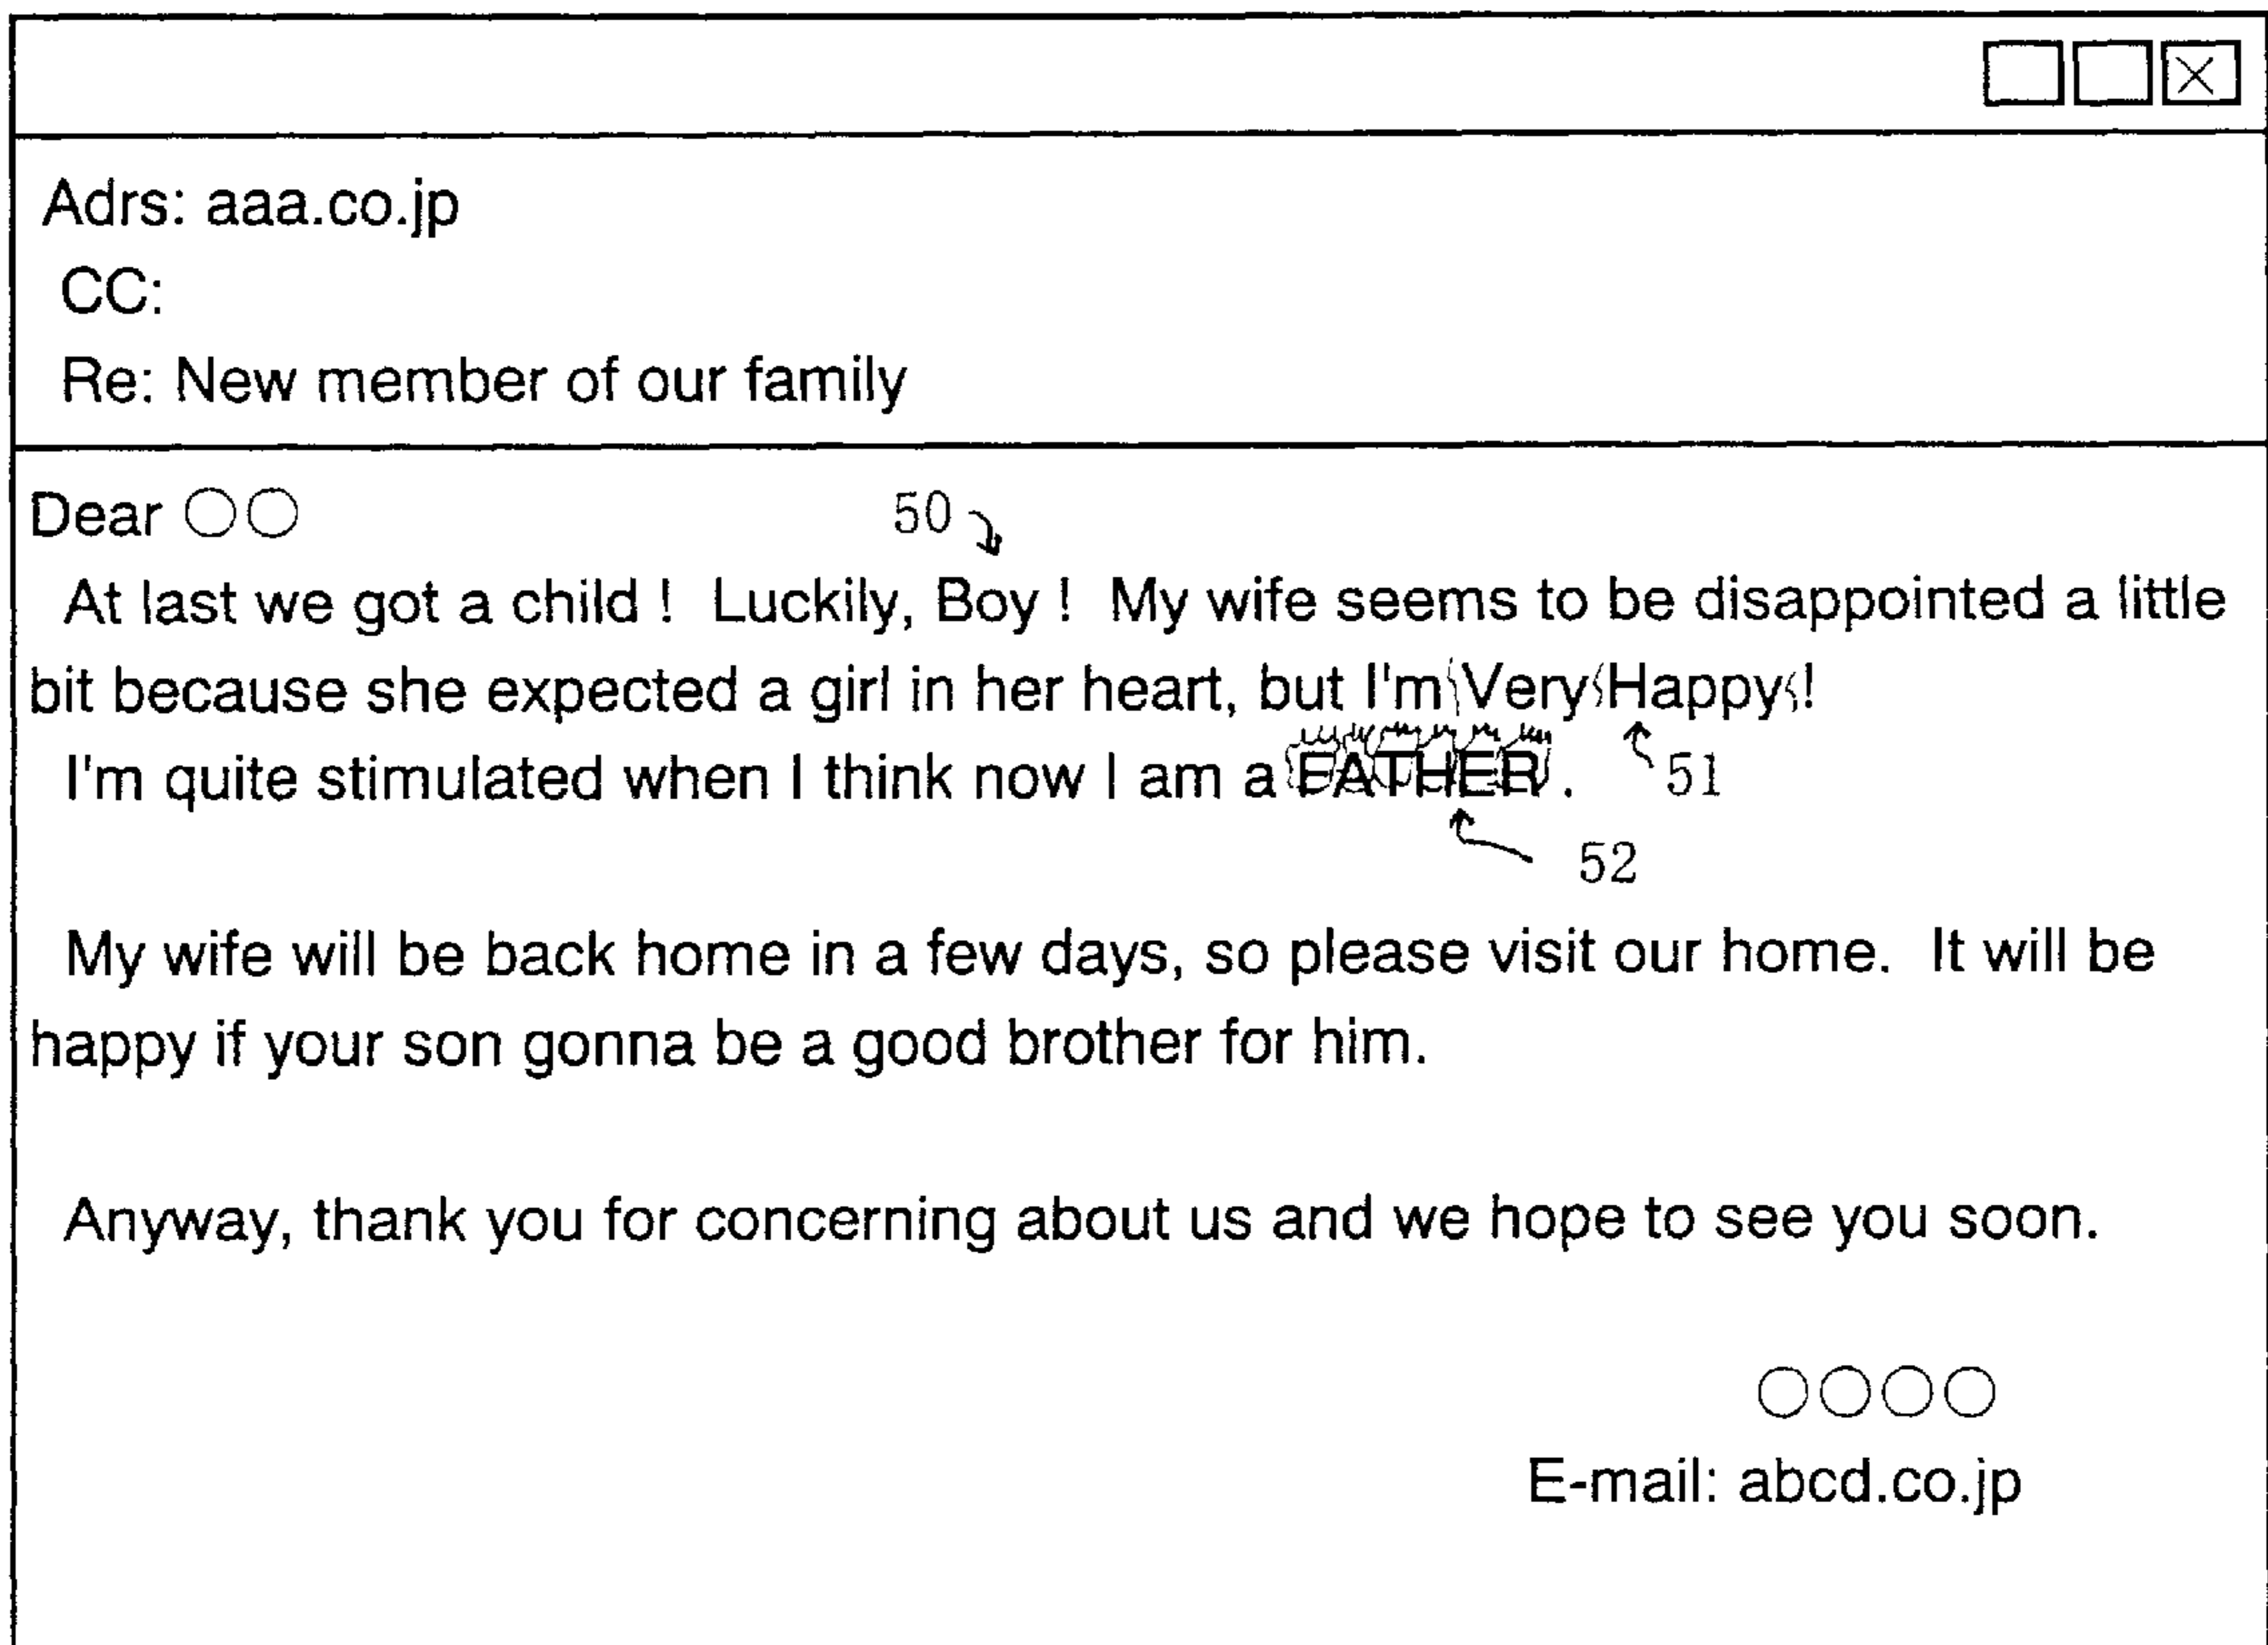 Adrs: aaa.co.jp
CC:
Re: New member of our family
Dear ○○
50
At last we got a child ! Luckily, Boy ! My wife seems to be disappointed a little
bit because she expected a girl in her heart, but I'm Very Happy !
I'm quite stimulated when I think now I am a FATHER .
51
52
My wife will be back home in a few days, so please visit our home. It will be
happy if your son gonna be a good brother for him.
Anyway, thank you for concerning about us and we hope to see you soon.
○○○○
E-mail: abcd.co.jp